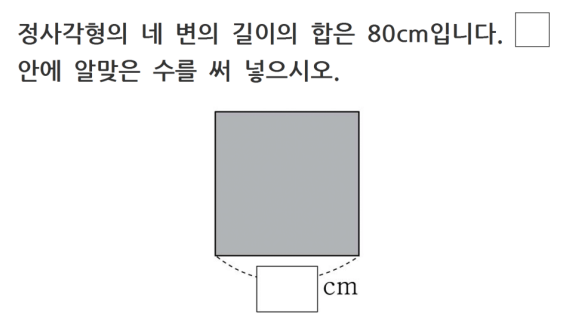 정사각형의 네 변의 길이의 합은 80cm입니다. □
안에 알맞은 수를 써 넣으시오.
cm